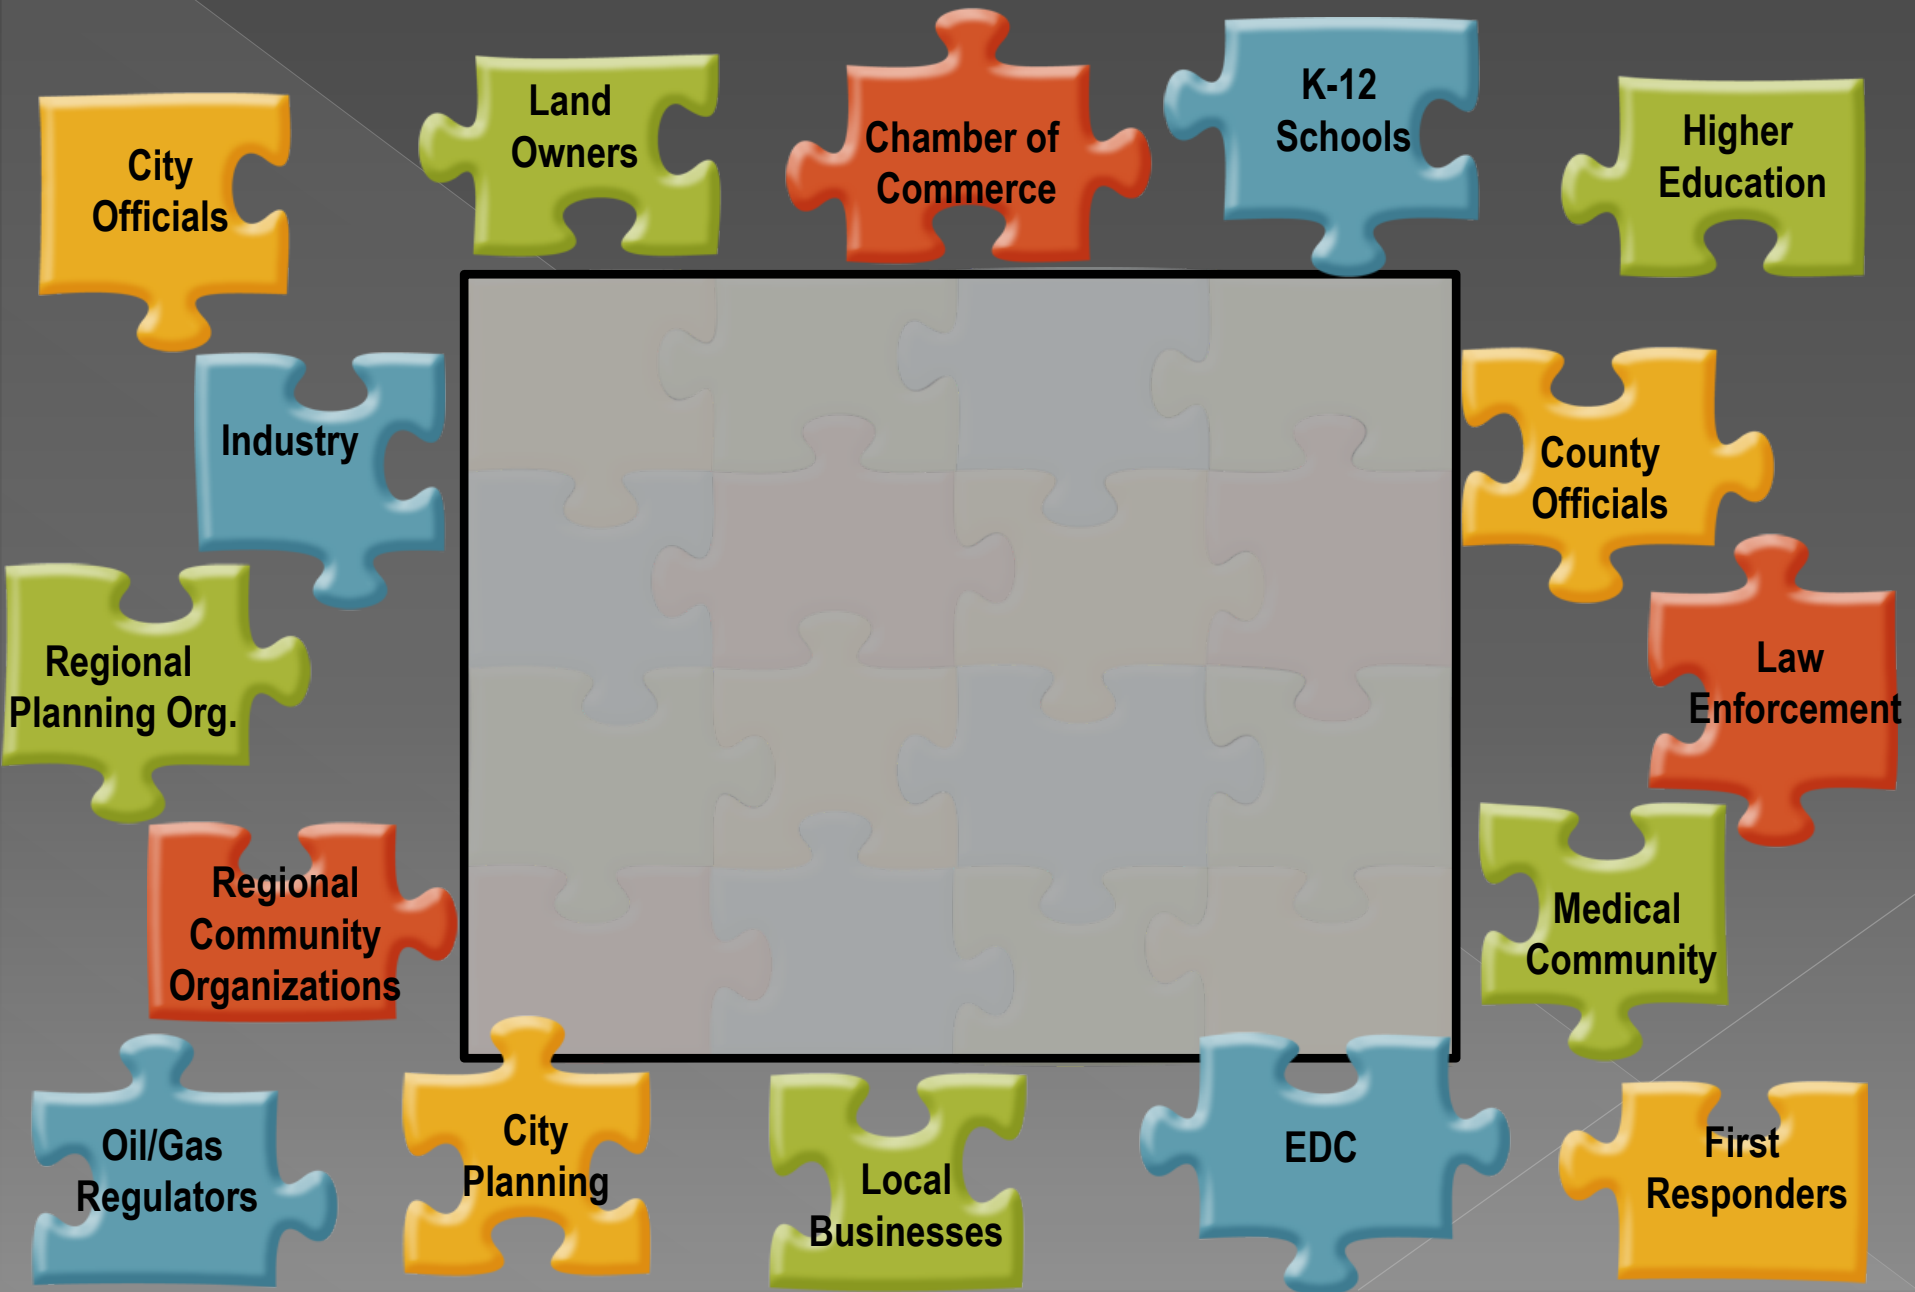 City
Officials
Land
Owners
Chamber of
Commerce
K-12
Schools
Higher
Education
Industry
County
Officials
Regional
Planning Org.
Law
Enforcement
Regional
Community
Organizations
Medical
Community
Oil/Gas
Regulators
City
Planning
Local
Businesses
EDC
First
Responders